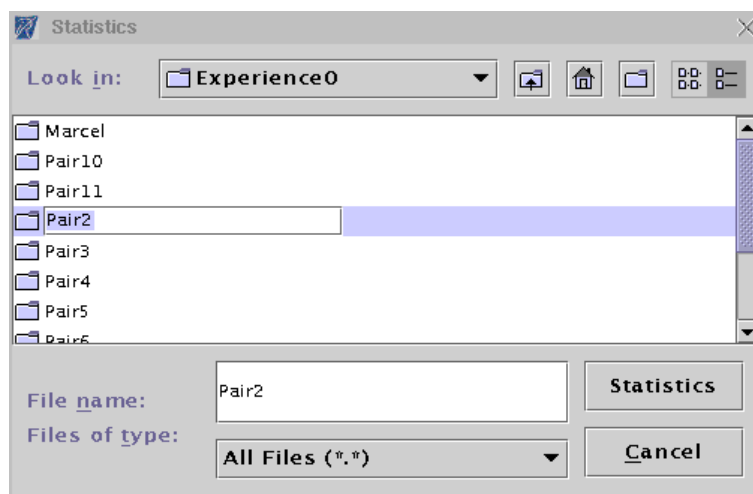 Statistics
Look in: Experience0
Marcel
Pair10
Pair11
Pair2
Pair3
Pair4
Pair5
Pair6
File name: Pair2 Statistics
Files of type: All Files (*.*) Cancel